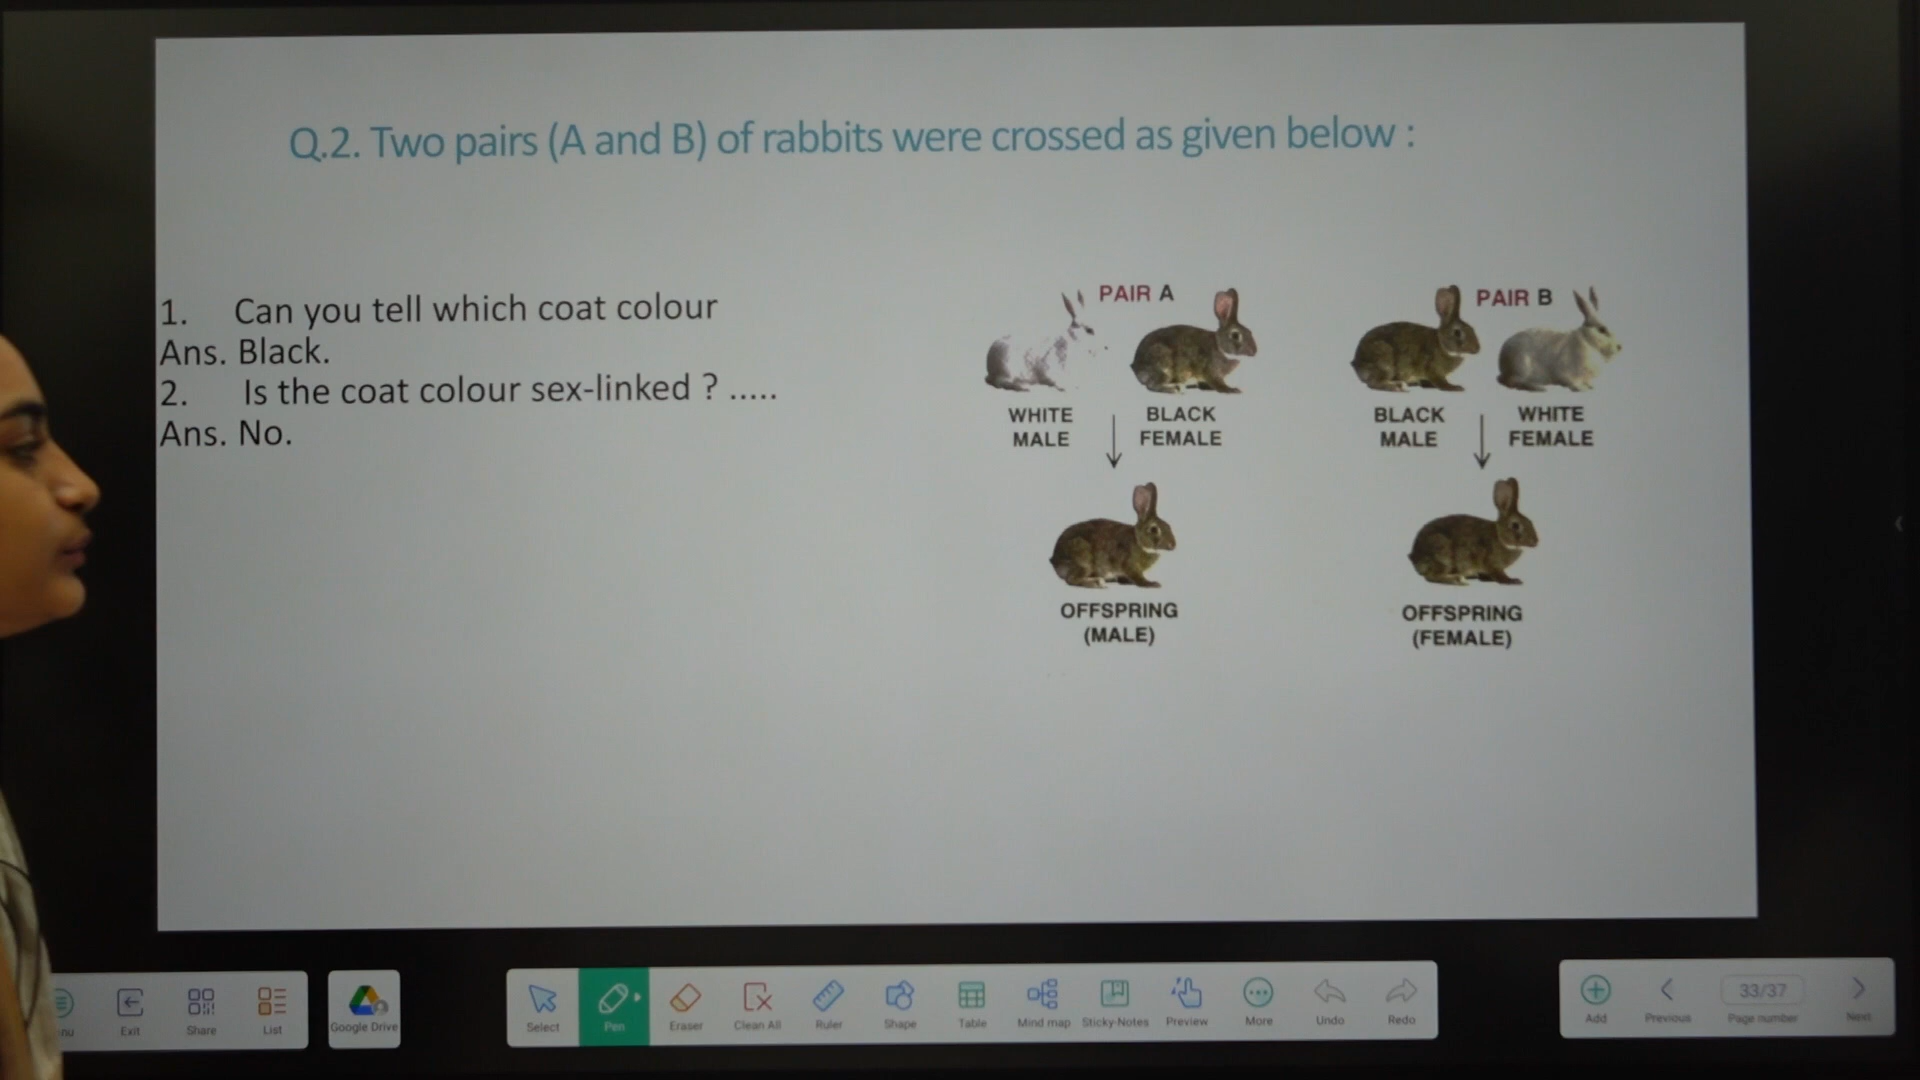 Q.2. Two pairs (A and B) of rabbits were crossed as given below :
1. Can you tell which coat colour
Ans. Black.
2. Is the coat colour sex-linked ? .....
Ans. No.
PAIR A
WHITE MALE
BLACK FEMALE
OFFSPRING
(MALE)
PAIR B
BLACK MALE
WHITE FEMALE
OFFSPRING
(FEMALE)
nu
Exit
Share
List
Google Drive
Select
Pen
Eraser
Clean All
Ruler
Shape
Table
Mind map
Sticky-Notes
Preview
More
Undo
Redo
Add
Previous
33/37
Page number
Next